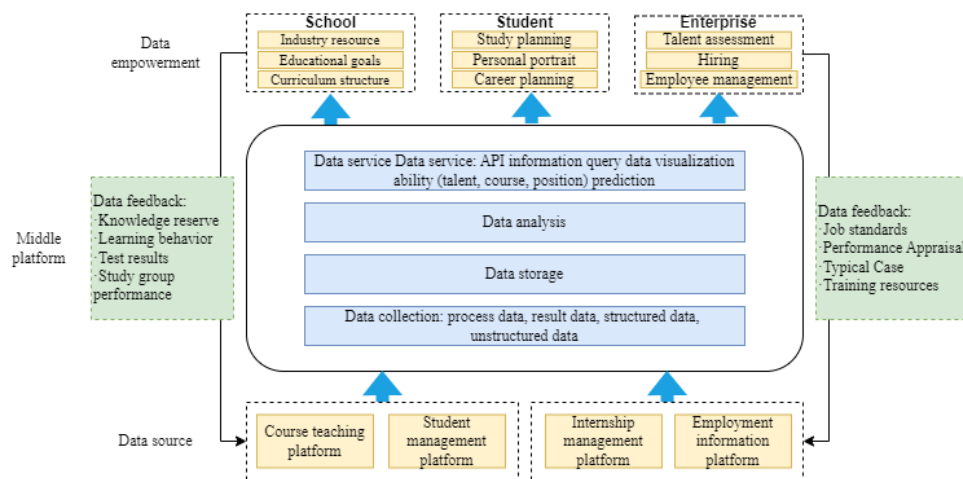 School
Student
Enterprise
Data
empowerment
Industry resource
Educational goals
Curriculum structure
Study planning
Personal portrait
Career planning
Talent assessment
Hiring
Employee management
Middle
platform
Data feedback:
·Knowledge reserve
·Learning behavior
·Test results
·Study group
performance
Data service Data service: API information query data visualization
ability (talent, course, position) prediction
Data analysis
Data storage
Data collection: process data, result data, structured data,
unstructured data
Data feedback:
·Job standards
·Performance Appraisal
·Typical Case
·Training resources
Data source
Course teaching
platform
Student
management
platform
Internship
management
platform
Employment
information
platform